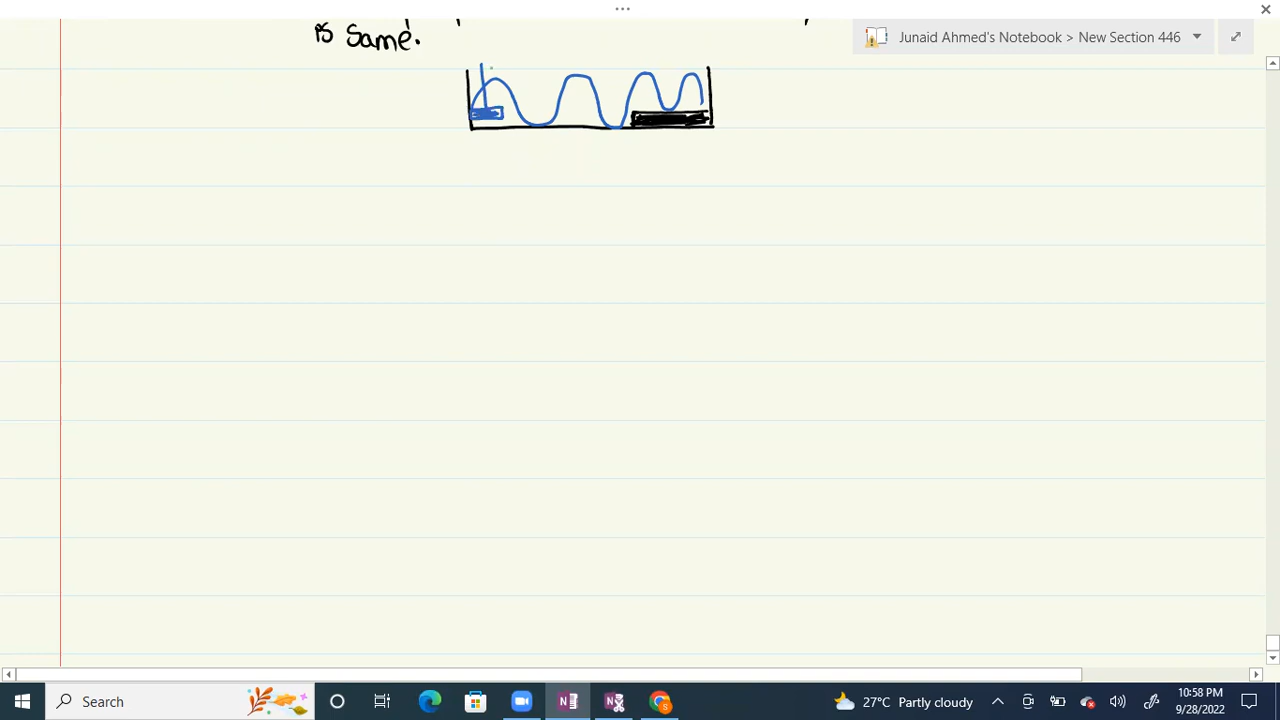 is Same.
Junaid Ahmed's Notebook > New Section 446
Search
27°C Partly cloudy
10:58 PM
9/28/2022